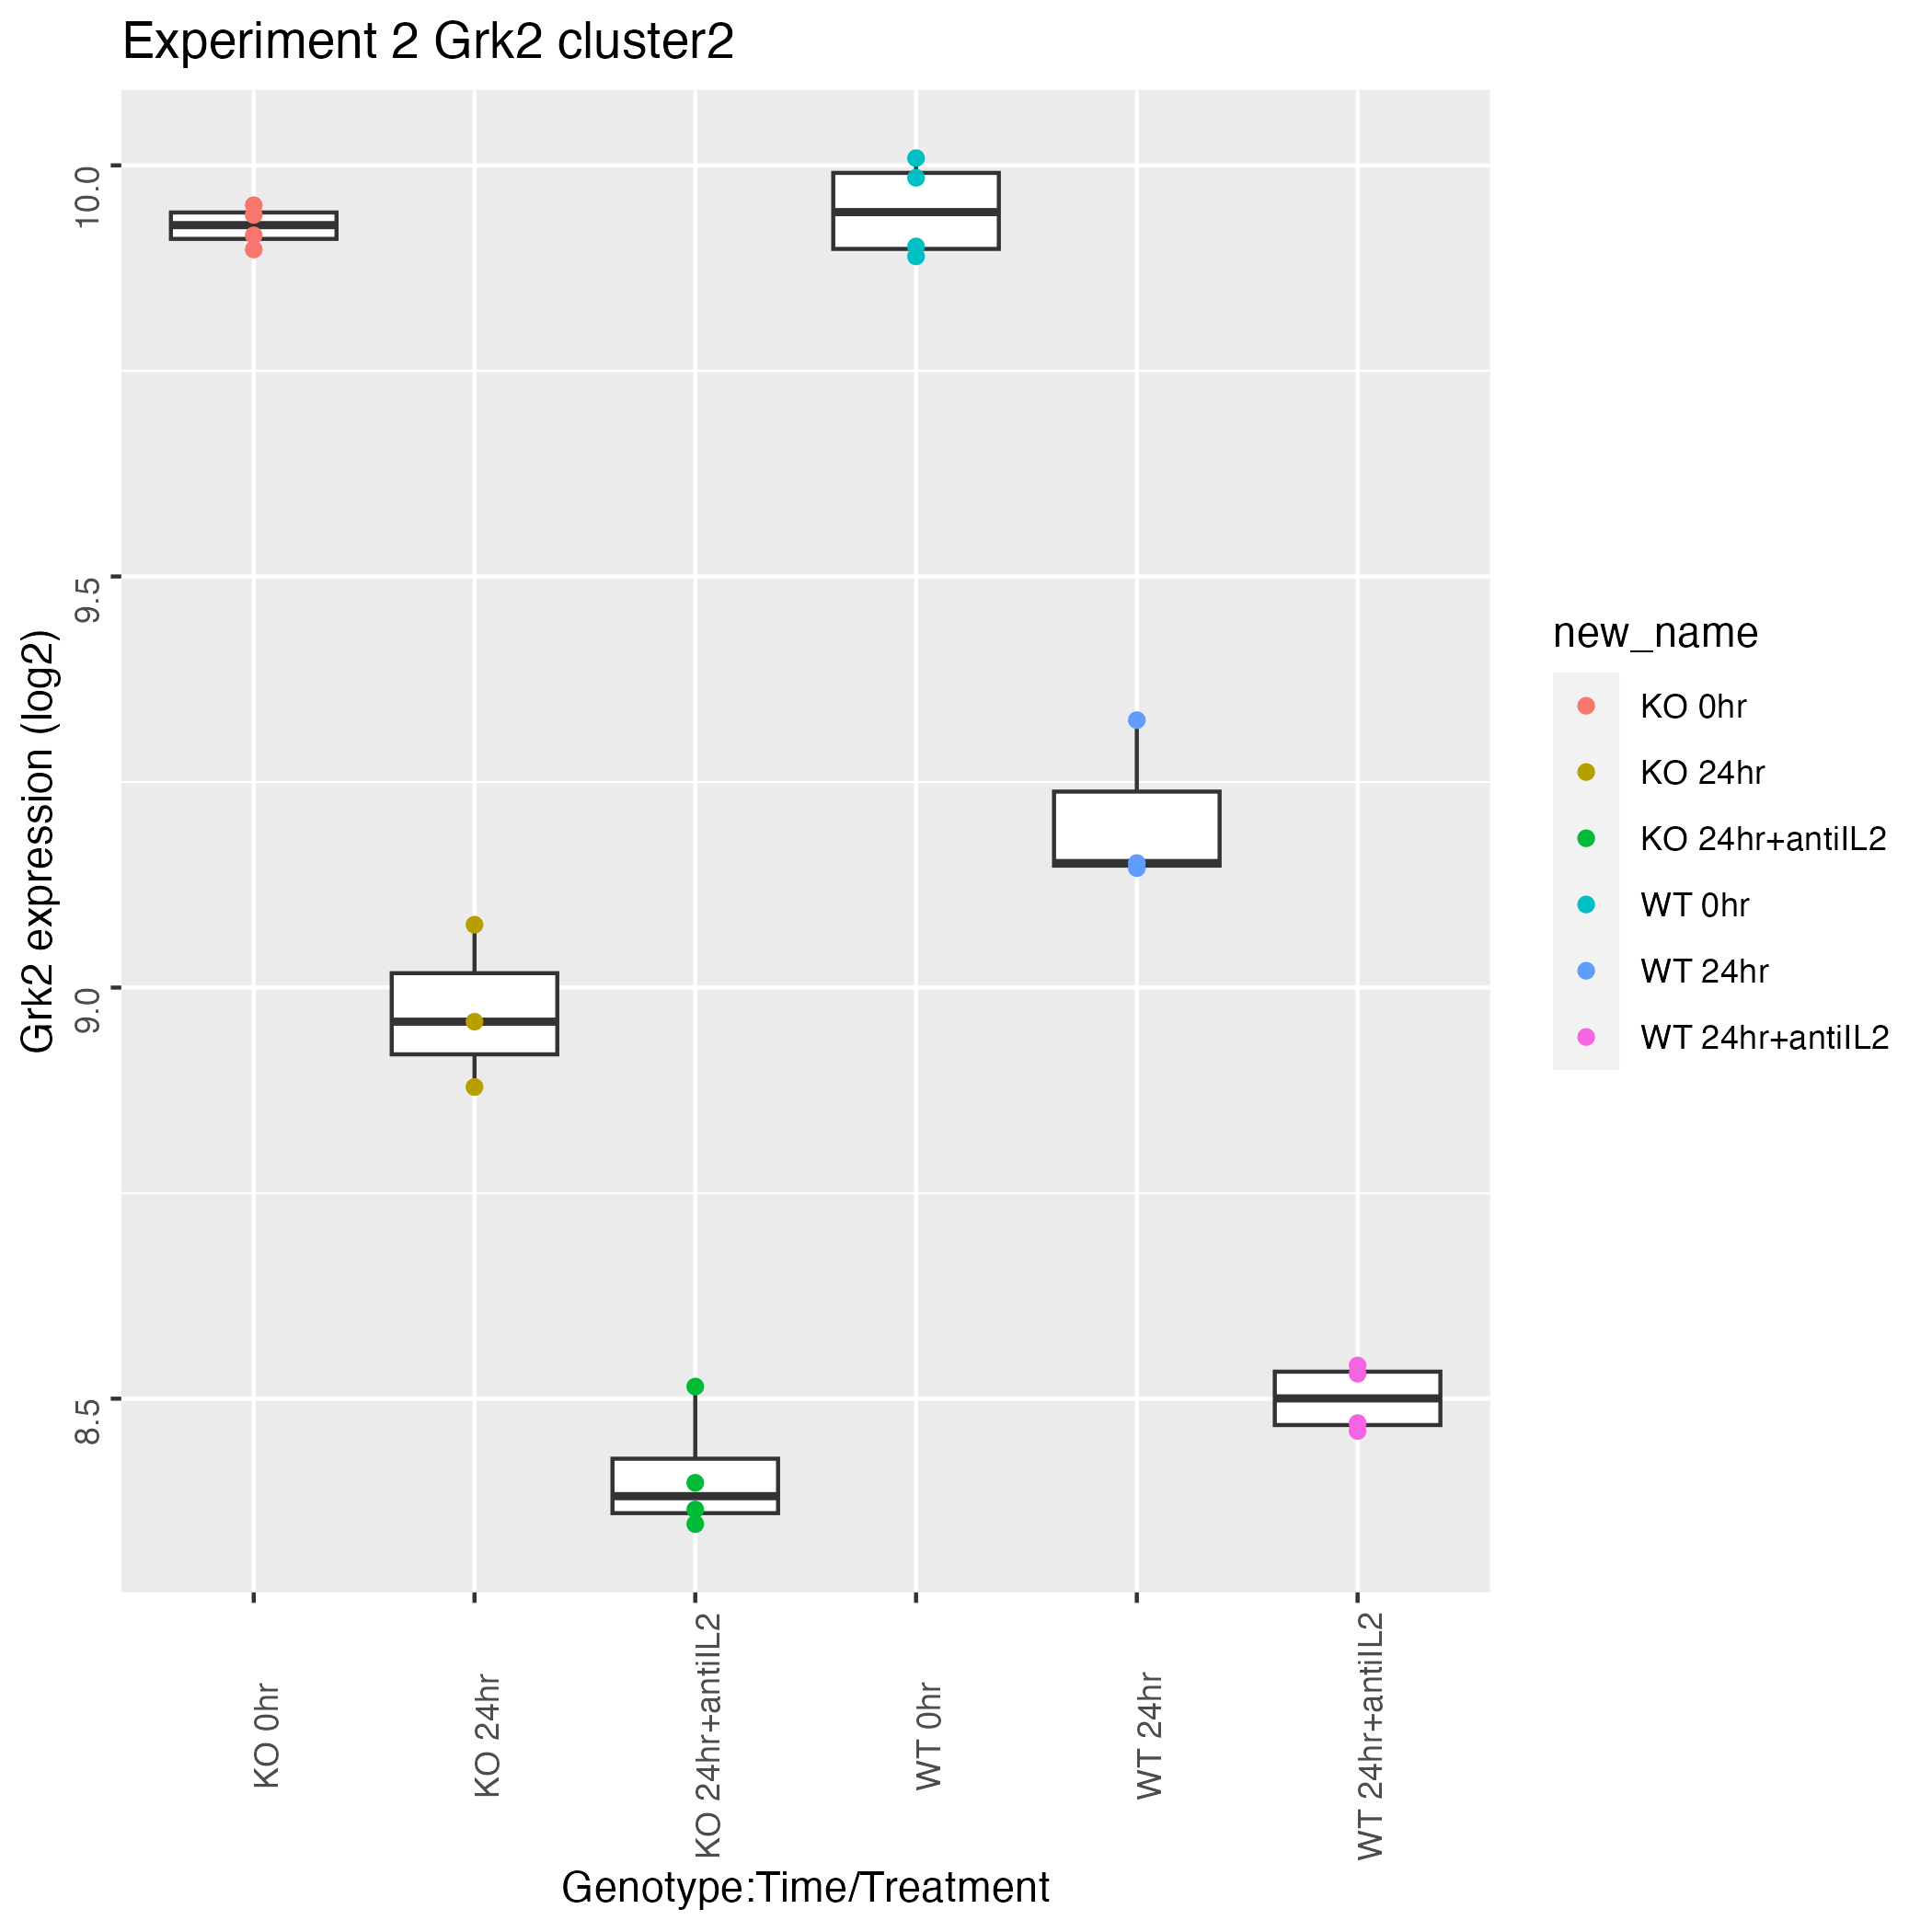 Experiment 2 Grk2 cluster2
Grk2 expression (log2)
10.0
9.5
9.0
8.5
KO 0hr
KO 24hr
KO 24hr+antiIL2
WT 0hr
WT 24hr
WT 24hr+antiIL2
Genotype:Time/Treatment
new_name
KO 0hr
KO 24hr
KO 24hr+antiIL2
WT 0hr
WT 24hr
WT 24hr+antiIL2